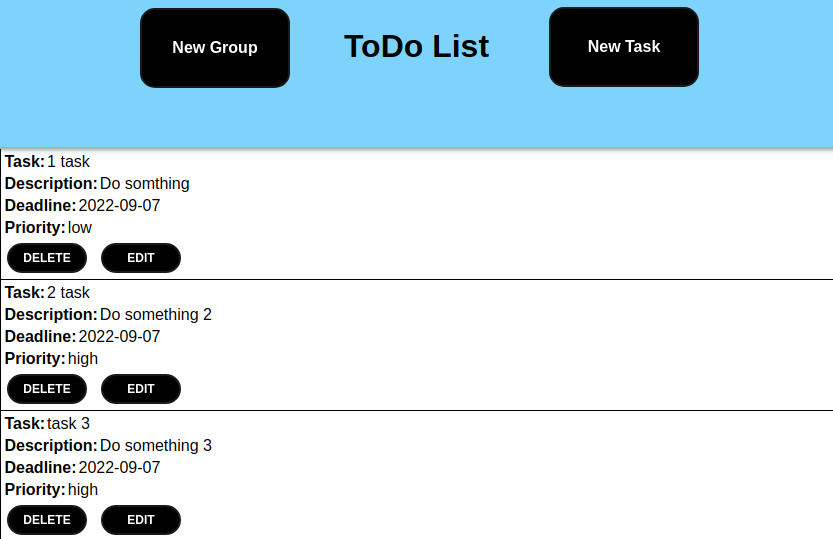 New Group
ToDo List
New Task
Task: 1 task
Description: Do somthing
Deadline: 2022-09-07
Priority: low
DELETE EDIT
Task: 2 task
Description: Do something 2
Deadline: 2022-09-07
Priority: high
DELETE EDIT
Task: task 3
Description: Do something 3
Deadline: 2022-09-07
Priority: high
DELETE EDIT